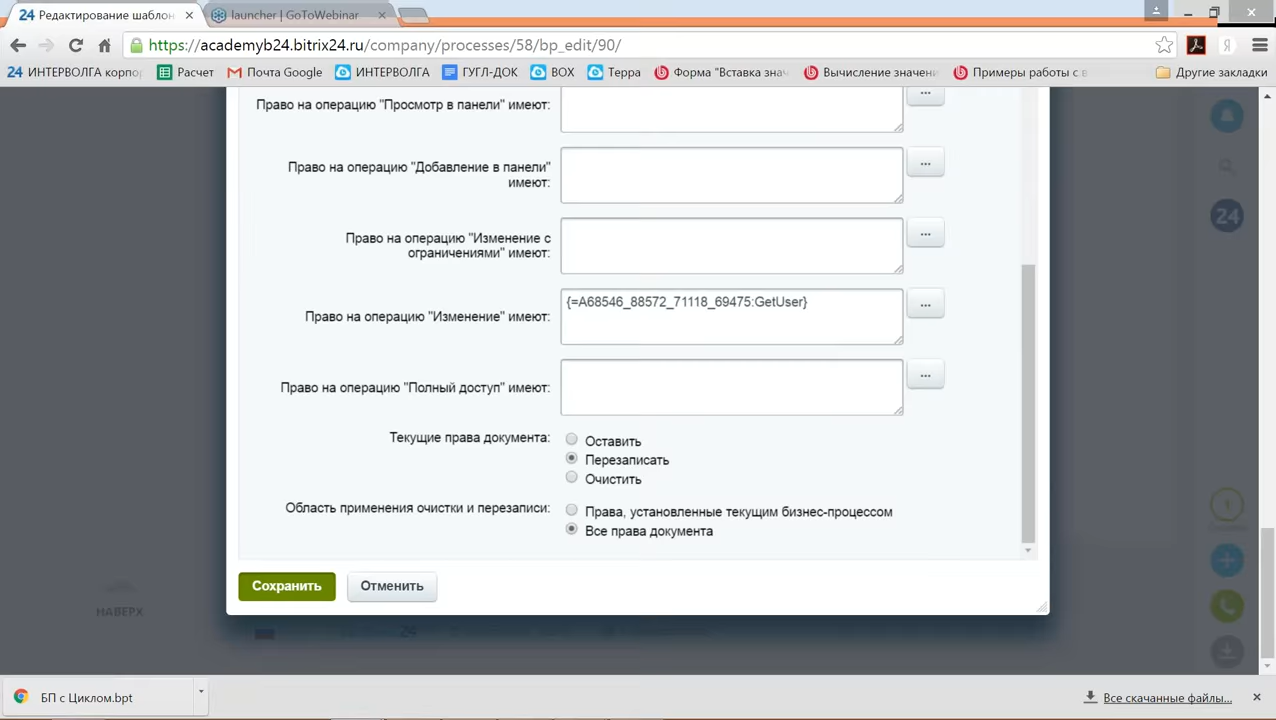 24 Редактирование шаблон
launcher | GoToWebinar
https://academyb24.bitrix24.ru/company/processes/58/bp_edit/90/
24 ИНТЕРВОЛГА корпо
Расчет
Почта Google
ИНТЕРВОЛГА
ГУГЛ-ДОК
BOX
Терра
Форма "Вставка знач
Вычисление значени
Примеры работы с в
Другие закладки
Право на операцию "Просмотр в панели" имеют:
...
Право на операцию "Добавление в панели"
имеют:
...
24
Право на операцию "Изменение с
ограничениями" имеют:
...
Право на операцию "Изменение" имеют:
{=A68546_88572_71118_69475:GetUser}
...
Право на операцию "Полный доступ" имеют:
...
Текущие права документа:
Оставить
Перезаписать
Очистить
Область применения очистки и перезаписи:
Права, установленные текущим бизнес-процессом
Все права документа
Сохранить
Отменить
НАВЕРХ
БП с Циклом.bpt
Все скачанные файлы...